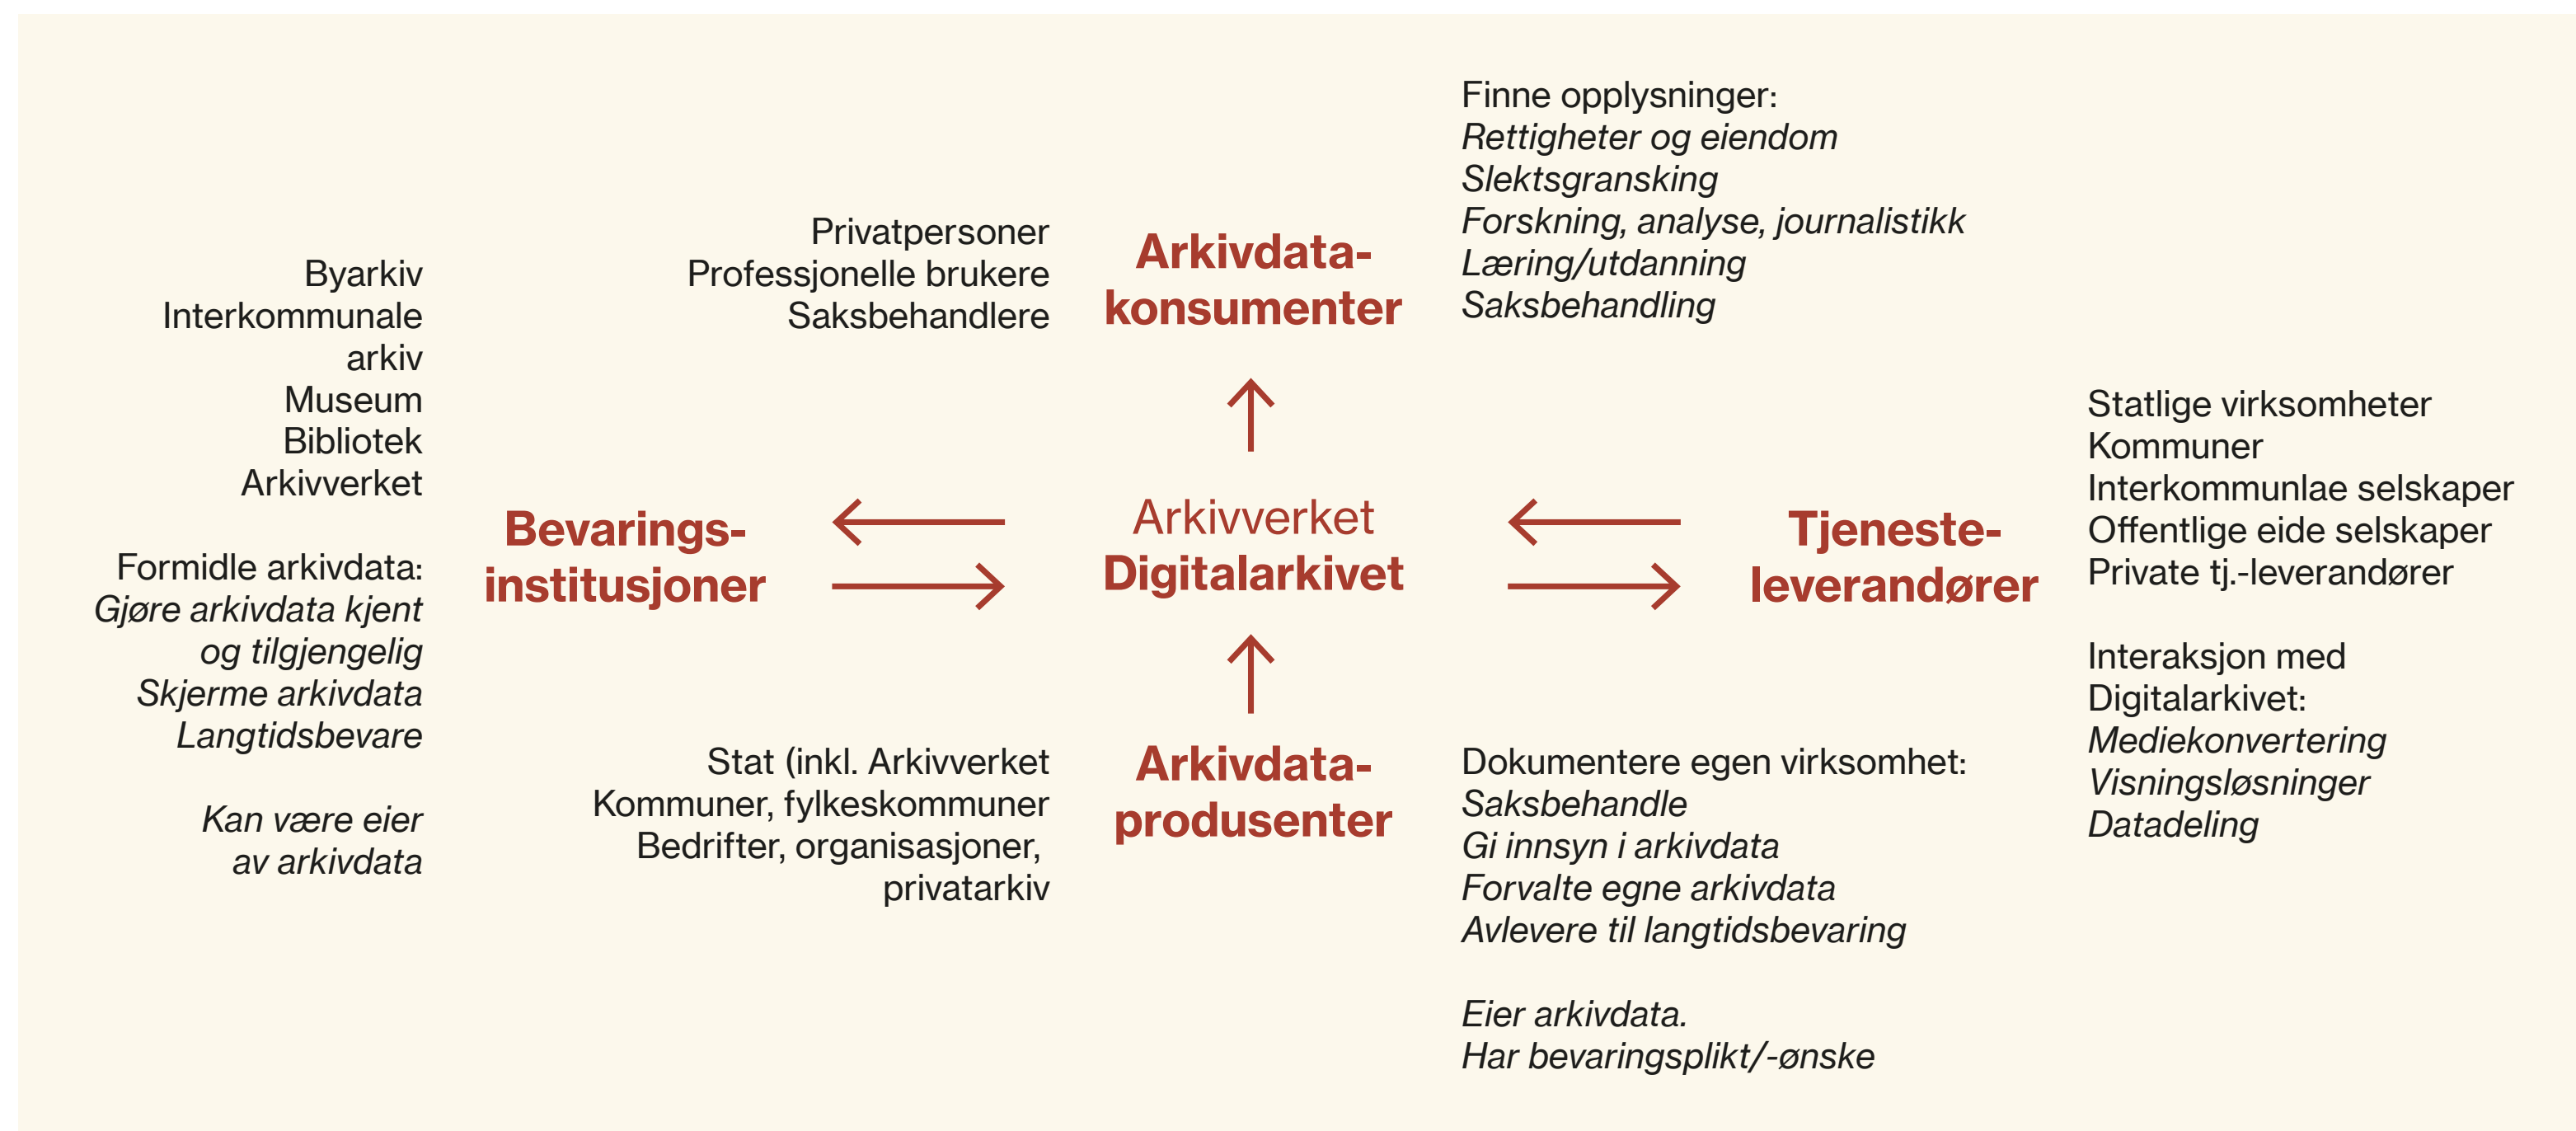 Finne opplysninger:
Rettigheter og eiendom
Slektsgransking
Forskning, analyse, journalistikk
Læring/utdanning
Saksbehandling
Privatpersoner
Professjonelle brukere
Saksbehandlere
Arkivdata-
konsumenter
Byarkiv
Interkommunale
arkiv
Museum
Bibliotek
Arkivverket
Formidle arkivdata:
Gjøre arkivdata kjent
og tilgjengelig
Skjerme arkivdata
Langtidsbevare
Kan være eier
av arkivdata
Bevarings-
institusjoner
Arkivverket
Digitalarkivet
Tjeneste-
leverandører
Statlige virksomheter
Kommuner
Interkommunlae selskaper
Offentlige eide selskaper
Private tj.-leverandører
Interaksjon med
Digitalarkivet:
Mediekonvertering
Visningsløsninger
Datadeling
Stat (inkl. Arkivverket
Kommuner, fylkeskommuner
Bedrifter, organisasjoner,
privatarkiv
Arkivdata-
produsenter
Dokumentere egen virksomhet:
Saksbehandle
Gi innsyn i arkivdata
Forvalte egne arkivdata
Avlevere til langtidsbevaring
Eier arkivdata.
Har bevaringsplikt/-ønske